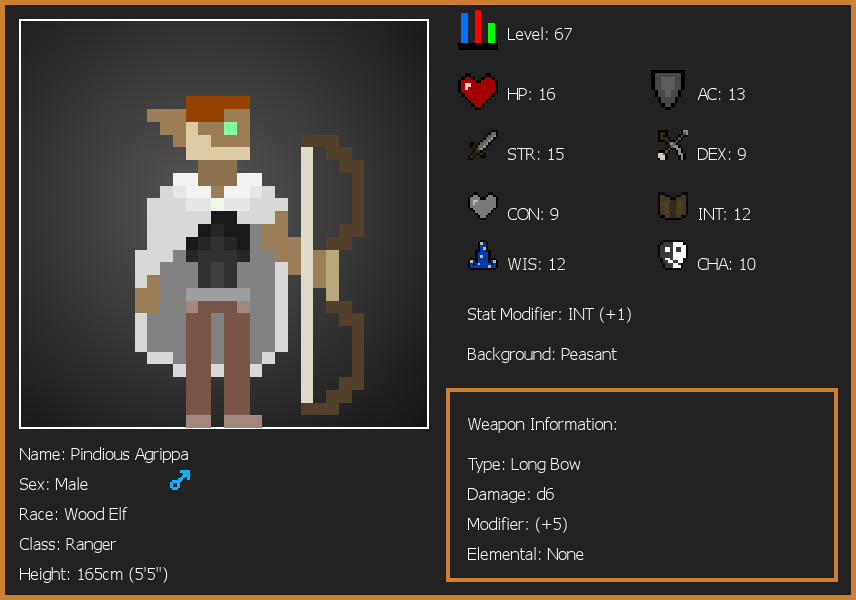 Level: 67
HP: 16
AC: 13
STR: 15
DEX: 9
CON: 9
INT: 12
WIS: 12
CHA: 10
Stat Modifier: INT (+1)
Background: Peasant
Weapon Information:
Type: Long Bow
Damage: d6
Modifier: (+5)
Elemental: None
Name: Pindious Agrippa
Sex: Male
Race: Wood Elf
Class: Ranger
Height: 165cm (5'5")